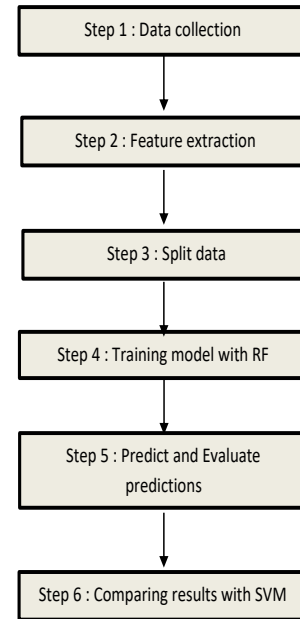 Step 1 : Data collection
Step 2 : Feature extraction
Step 3 : Split data
Step 4 : Training model with RF
Step 5 : Predict and Evaluate
predictions
Step 6 : Comparing results with SVM